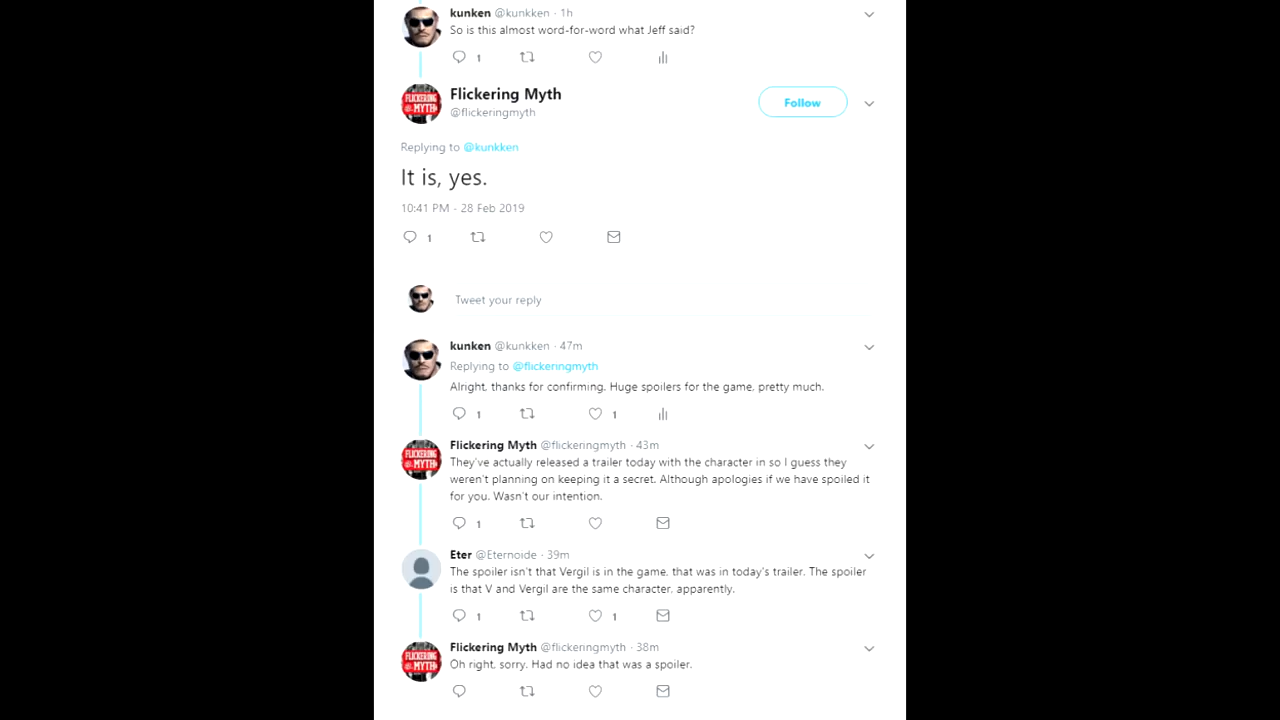 kunken @kunkken · 1h
So is this almost word-for-word what Jeff said?
1
Flickering Myth
@flickeringmyth
Follow
Replying to @kunkken
It is, yes.
10:41 PM - 28 Feb 2019
1
Tweet your reply
kunken @kunkken · 47m
Replying to @flickeringmyth
Alright, thanks for confirming. Huge spoilers for the game, pretty much.
1 1
Flickering Myth @flickeringmyth · 43m
They've actually released a trailer today with the character in so I guess they
weren't planning on keeping it a secret. Although apologies if we have spoiled it
for you. Wasn't our intention.
1
Eter @Eternoide · 39m
The spoiler isn't that Vergil is in the game, that was in today's trailer. The spoiler
is that V and Vergil are the same character, apparently.
1 1
Flickering Myth @flickeringmyth · 38m
Oh right, sorry. Had no idea that was a spoiler.